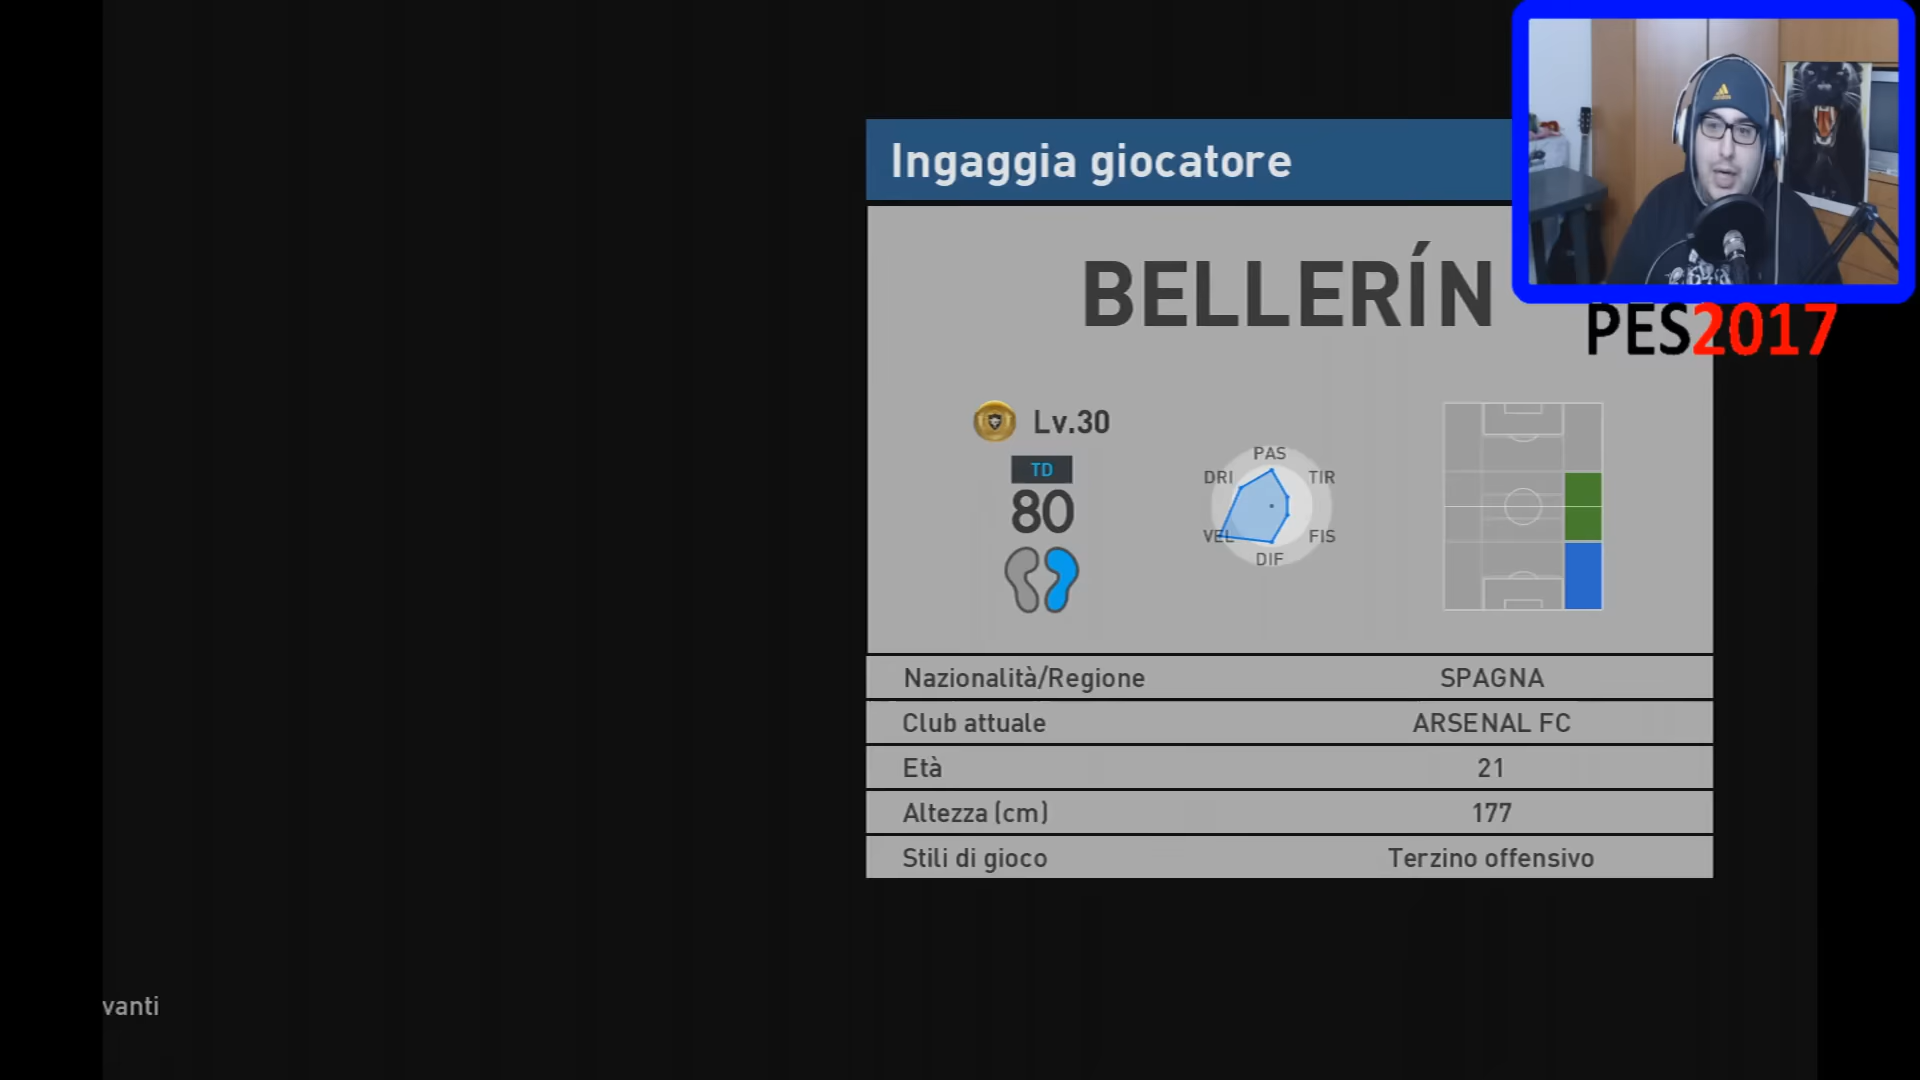 Ingaggia giocatore
BELLERÍN
PES2017
Lv.30
TD
80
PAS
DRI
TIR
VEL
FIS
DIF
Nazionalità/Regione SPAGNA
Club attuale ARSENAL FC
Età 21
Altezza (cm) 177
Stili di gioco Terzino offensivo
vanti